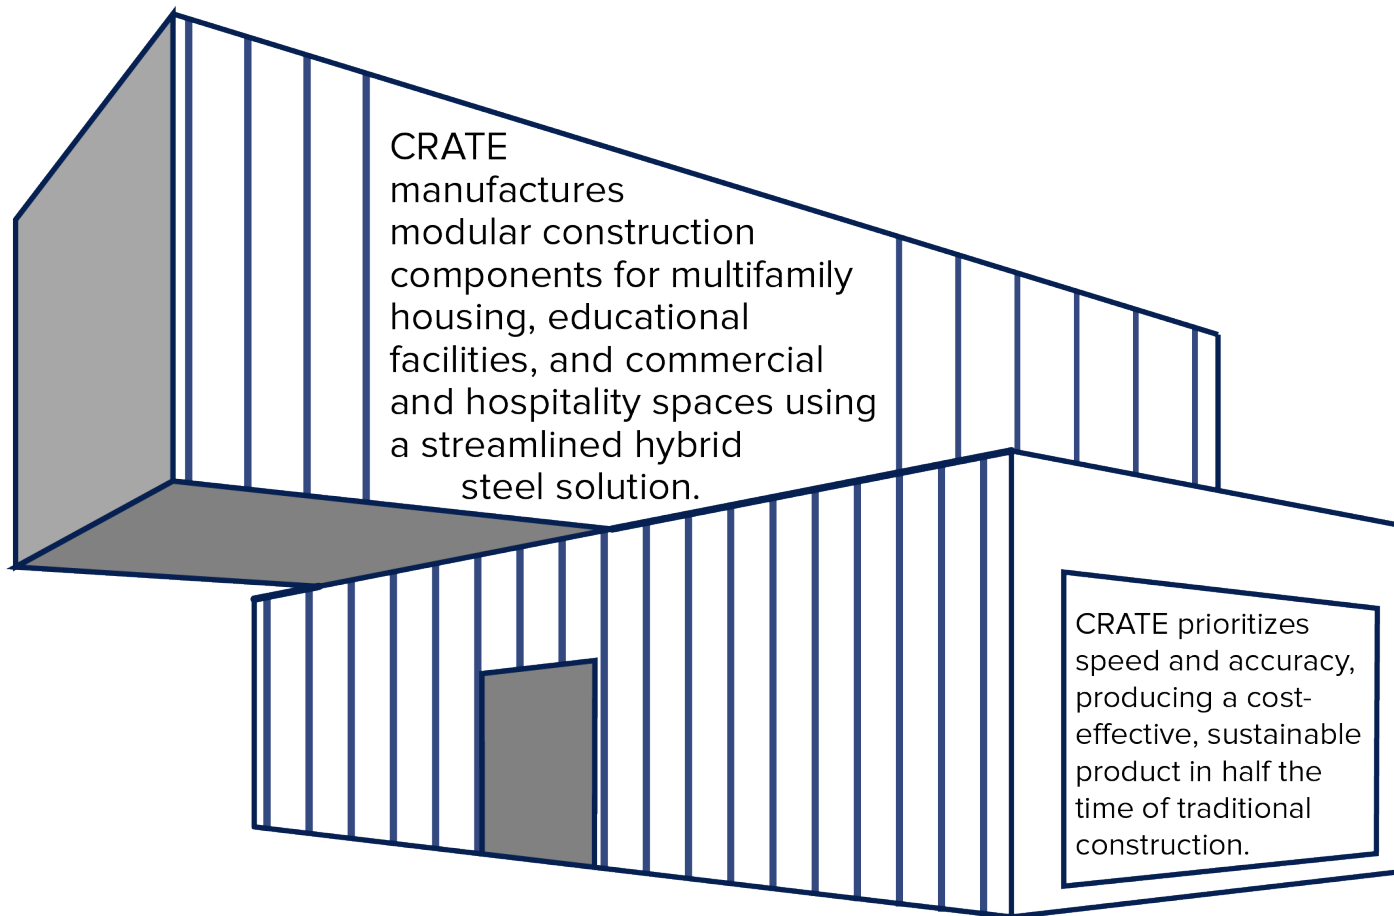 CRATE
manufactures
modular construction
components for multifamily
housing, educational
facilities, and commercial
and hospitality spaces using
a streamlined hybrid
steel solution.
CRATE prioritizes
speed and accuracy,
producing a cost-
effective, sustainable
product in half the
time of traditional
construction.